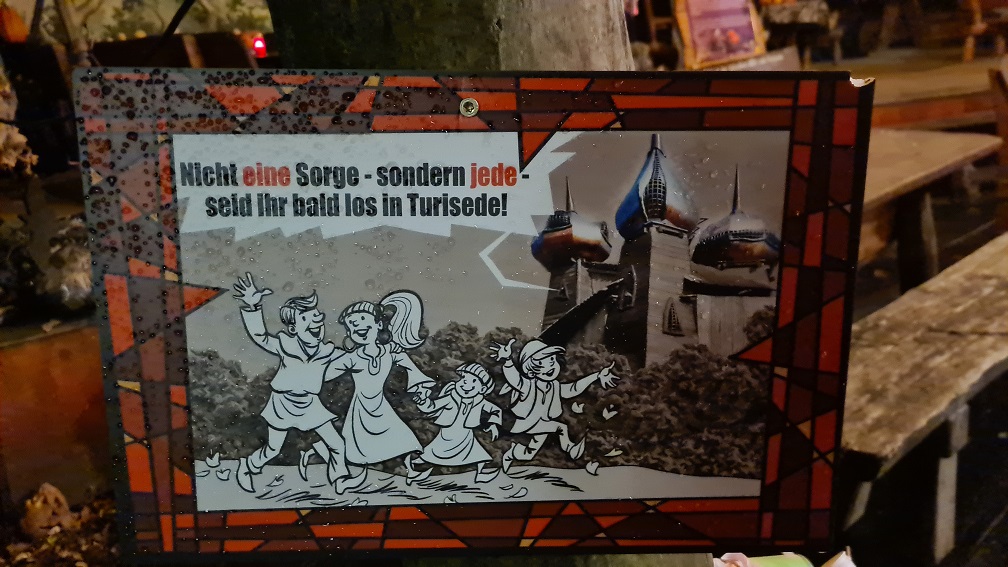 Nicht eine Sorge - sondern jede -
seid Ihr bald los in Turisede!